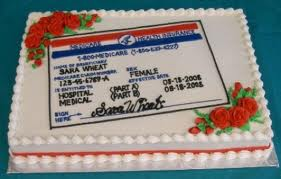 MEDICARE HEALTH INSURANCE
1-800-MEDICARE (1-800-633-4227)
NAME OF BENEFICIARY
SARA WHEAT
MEDICARE CLAIM NUMBER SEX
123-45-6789-A FEMALE
IS ENTITLED TO EFFECTIVE DATE
HOSPITAL (PART A) 08-18-2008
MEDICAL (PART B) 08-18-2008
Sara Wheat